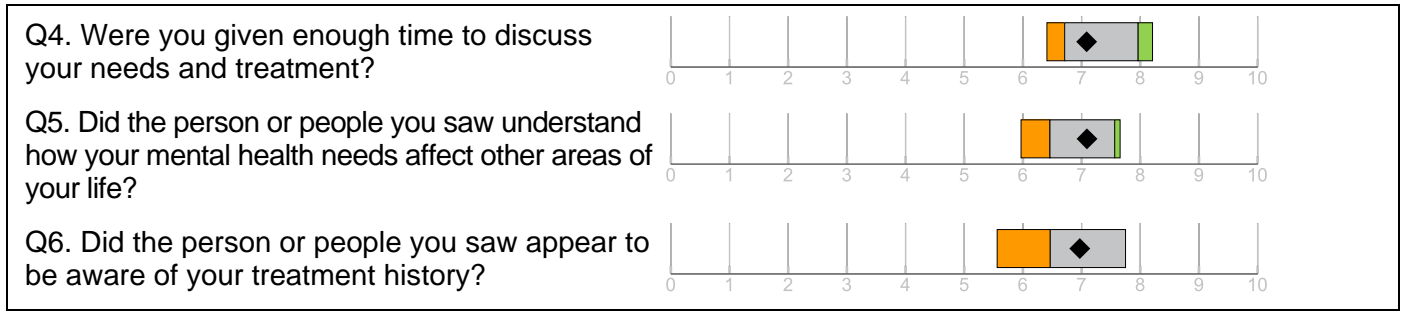 Q4. Were you given enough time to discuss
your needs and treatment?
0 1 2 3 4 5 6 7 8 9 10
Q5. Did the person or people you saw understand
how your mental health needs affect other areas of
your life?
0 1 2 3 4 5 6 7 8 9 10
Q6. Did the person or people you saw appear to
be aware of your treatment history?
0 1 2 3 4 5 6 7 8 9 10